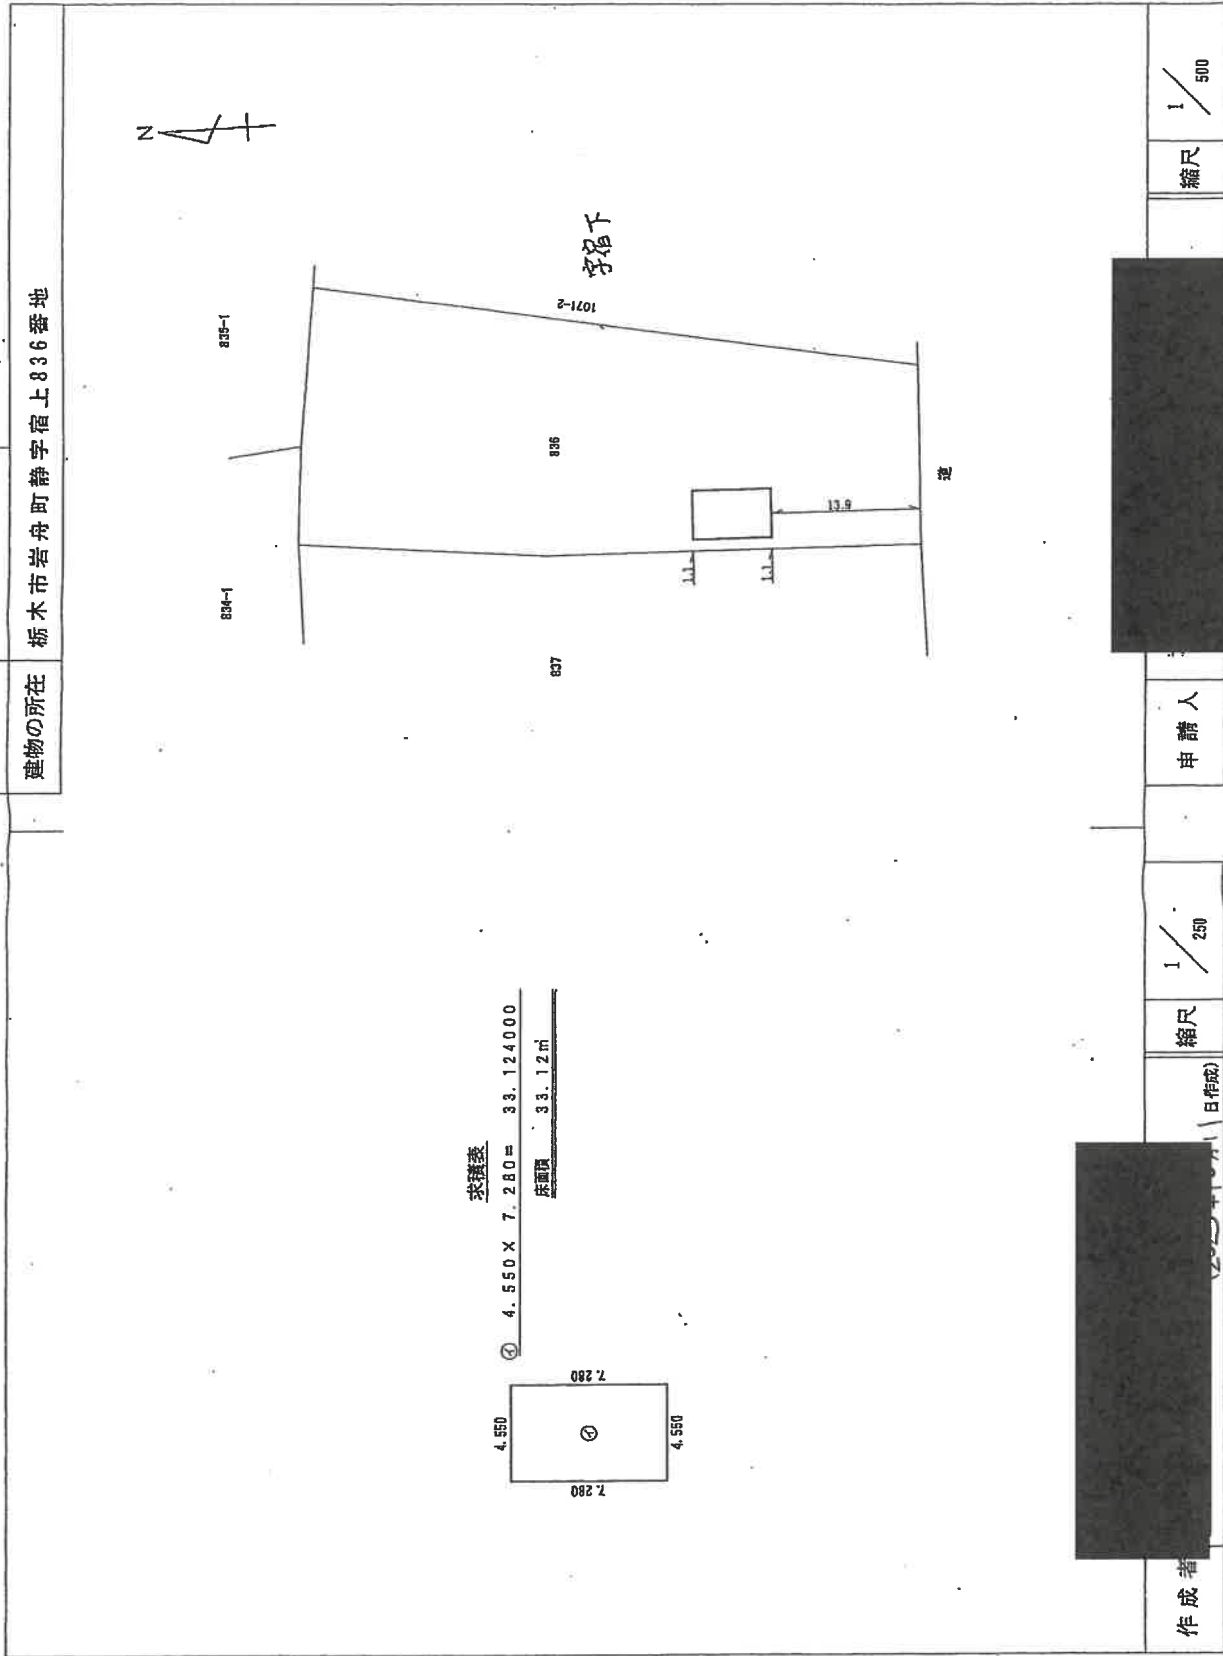 建物の所在 栃木市岩舟町静字宿上836番地
N
834-1
835-1
837
836
1071-2
字宿下
1.1
1.1
13.9
道
求積表
㋑ 4.550× 7.280= 33.124000
床面積 33.12㎡
4.550
7.280
㋑
7.280
4.550
作成者
日作成)
縮尺 1/250
申請人
縮尺 1/500